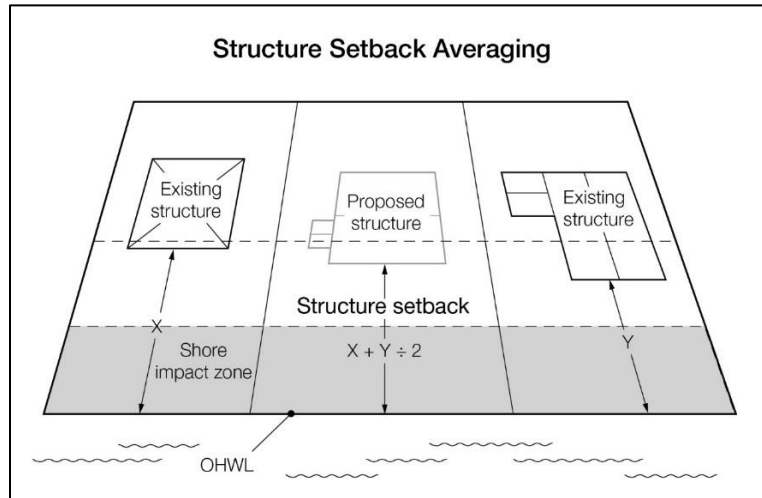 Structure Setback Averaging
Existing
structure
Proposed
structure
Existing
structure
Structure setback
X
Shore
impact zone
X + Y ÷ 2
Y
OHWL